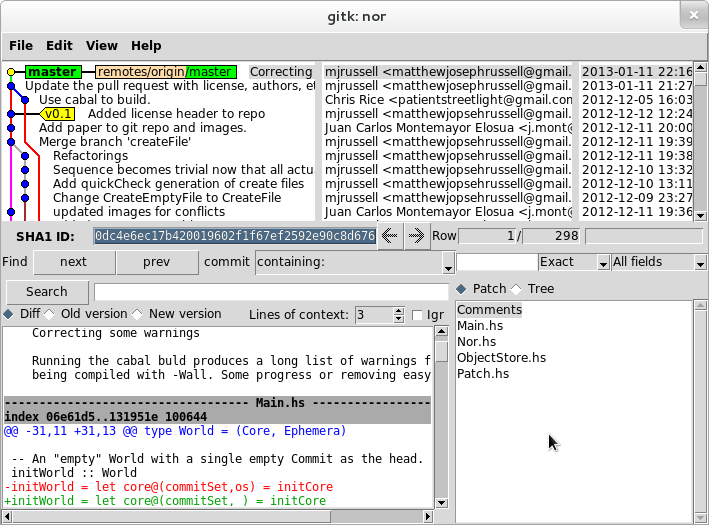 gitk: nor
File Edit View Help
master remotes/origin/master Correcting mjrussell <matthewjosephrussell@gmail. 2013-01-11 22:16
Update the pull request with license, authors, et mjrussell <matthewjosephrussell@gmail. 2013-01-11 21:27
Use cabal to build. Chris Rice <patientstreetlight@gmail.com 2012-12-05 16:03
v0.1 Added license header to repo mjrussell <matthewjosephrussell@gmail. 2012-12-12 12:24
Add paper to git repo and images. Juan Carlos Montemayor Elosua <j.mont@ 2012-12-11 20:00
Merge branch 'createFile' mjrussell <matthewjosephrussell@gmail. 2012-12-11 19:39
Refactorings mjrussell <matthewjosephrussell@gmail. 2012-12-11 19:38
Sequence becomes trivial now that all actua mjrussell <matthewjosephrussell@gmail. 2012-12-10 13:32
Add quickCheck generation of create files mjrussell <matthewjosephrussell@gmail. 2012-12-10 13:11
Change CreateEmptyFile to CreateFile mjrussell <matthewjosephrussell@gmail. 2012-12-09 23:27
updated images for conflicts Juan Carlos Montemayor Elosua <j.mont@ 2012-12-11 19:36
SHA1 ID: 0dc4e6ec17b420019602f1f67ef2592e90c8d676 Row 1 / 298
Find next prev commit containing: Exact All fields
Search
Patch Tree
Diff Old version New version Lines of context: 3 Igr
Correcting some warnings
Running the cabal buld produces a long list of warnings f
being compiled with -Wall. Some progress or removing easy
---------------------------------- Main.hs -----------------
index 06e61d5..131951e 100644
@@ -31,11 +31,13 @@ type World = (Core, Ephemera)
-- An "empty" World with a single empty Commit as the head.
initWorld :: World
-initWorld = let core@(commitSet,os) = initCore
+initWorld = let core@(commitSet, ) = initCore
Comments
Main.hs
Nor.hs
ObjectStore.hs
Patch.hs